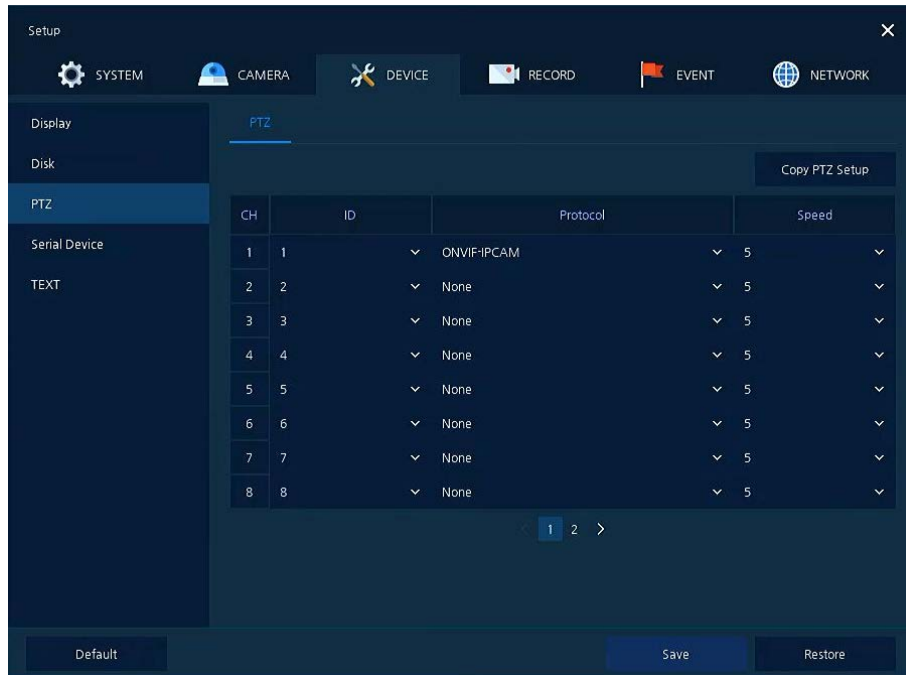 Setup
SYSTEM CAMERA DEVICE RECORD EVENT NETWORK
Display
Disk
PTZ
Serial Device
TEXT
PTZ
Copy PTZ Setup
CH ID Protocol Speed
1 1 ONVIF-IPCAM 5
2 2 None 5
3 3 None 5
4 4 None 5
5 5 None 5
6 6 None 5
7 7 None 5
8 8 None 5
1 2
Default Save Restore